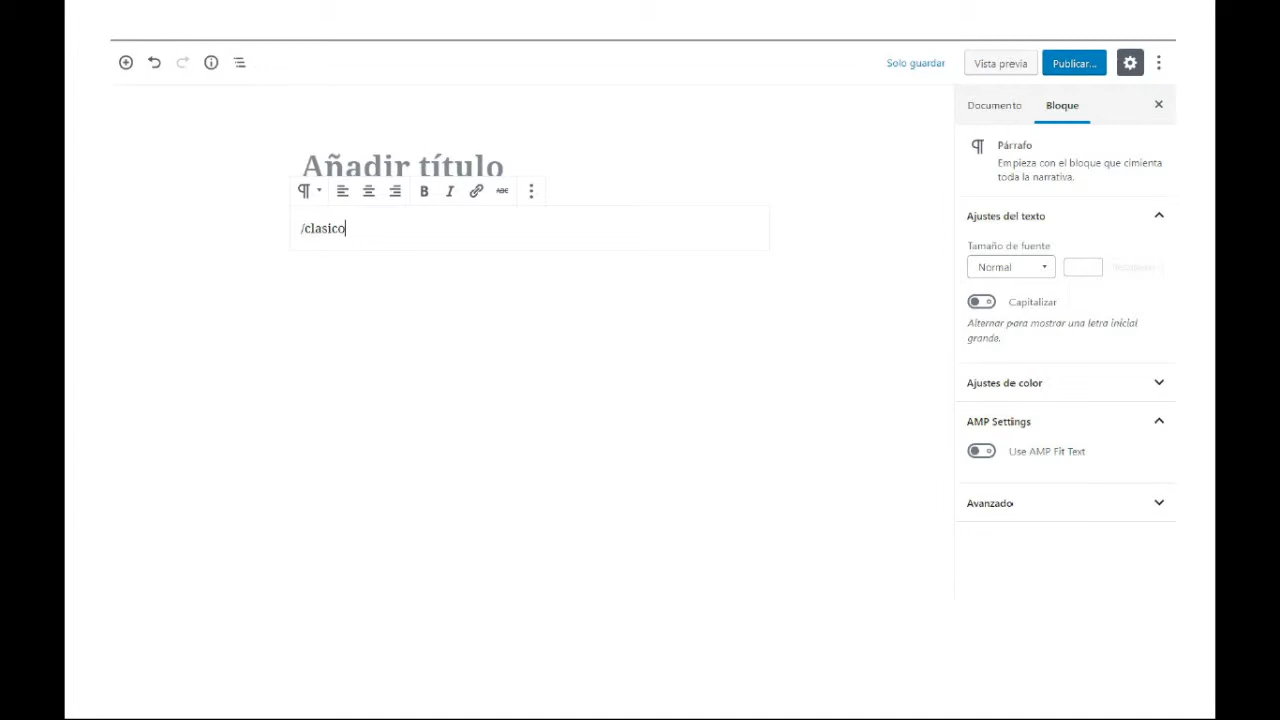 Solo guardar
Vista previa
Publicar...
Documento
Bloque
Añadir título
B I ABC
/clasico
Párrafo
Empieza con el bloque que cimienta
toda la narrativa.
Ajustes del texto
Tamaño de fuente
Normal
Capitalizar
Alternar para mostrar una letra inicial
grande.
Ajustes de color
AMP Settings
Use AMP Fit Text
Avanzado